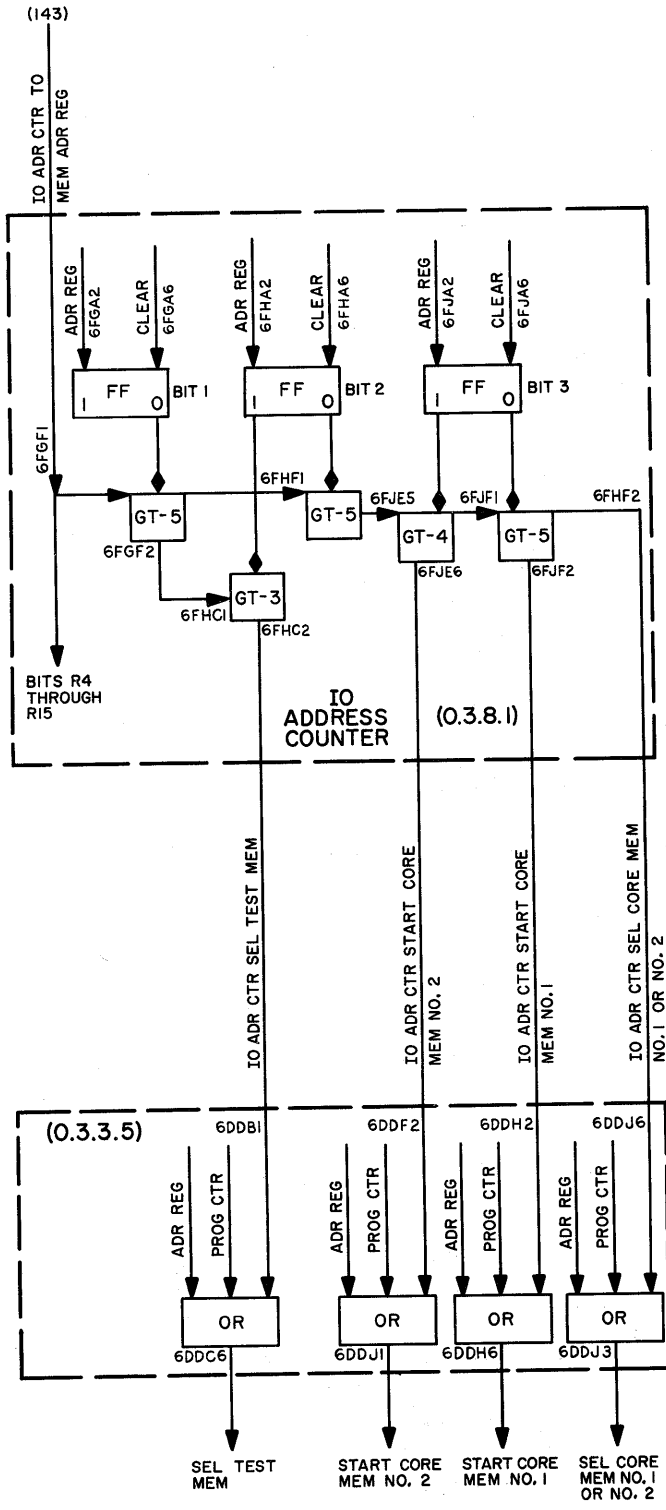 (143)
IO ADR CTR TO
MEM ADR REG
ADR REG
6FGA2
CLEAR
6FGA6
ADR REG
6FHA2
CLEAR
6FHA6
ADR REG
6FJA2
CLEAR
6FJA6
FF
1 0
BIT 1
FF
1 0
BIT 2
FF
1 0
BIT 3
6FGF1
GT-5
6FHF1
GT-5
6FJE5
GT-4
6FJF1
GT-5
6FHF2
6FGF2
6FJE6
6FJF2
6FHC1
GT-3
6FHC2
BITS R4
THROUGH
R15
IO
ADDRESS
COUNTER
(0.3.8.1)
IO ADR CTR SEL TEST MEM
IO ADR CTR START CORE
MEM NO. 2
IO ADR CTR START CORE
MEM NO. 1
IO ADR CTR SEL CORE MEM
NO. 1 OR NO. 2
(0.3.3.5)
6DDB1
6DDF2
6DDH2
6DDJ6
ADR REG
PROG CTR
ADR REG
PROG CTR
ADR REG
PROG CTR
ADR REG
PROG CTR
OR
OR
OR
OR
6DDC6
6DDJ1
6DDH6
6DDJ3
SEL TEST
MEM
START CORE
MEM NO. 2
START CORE
MEM NO. 1
SEL CORE
MEM NO. 1
OR NO. 2